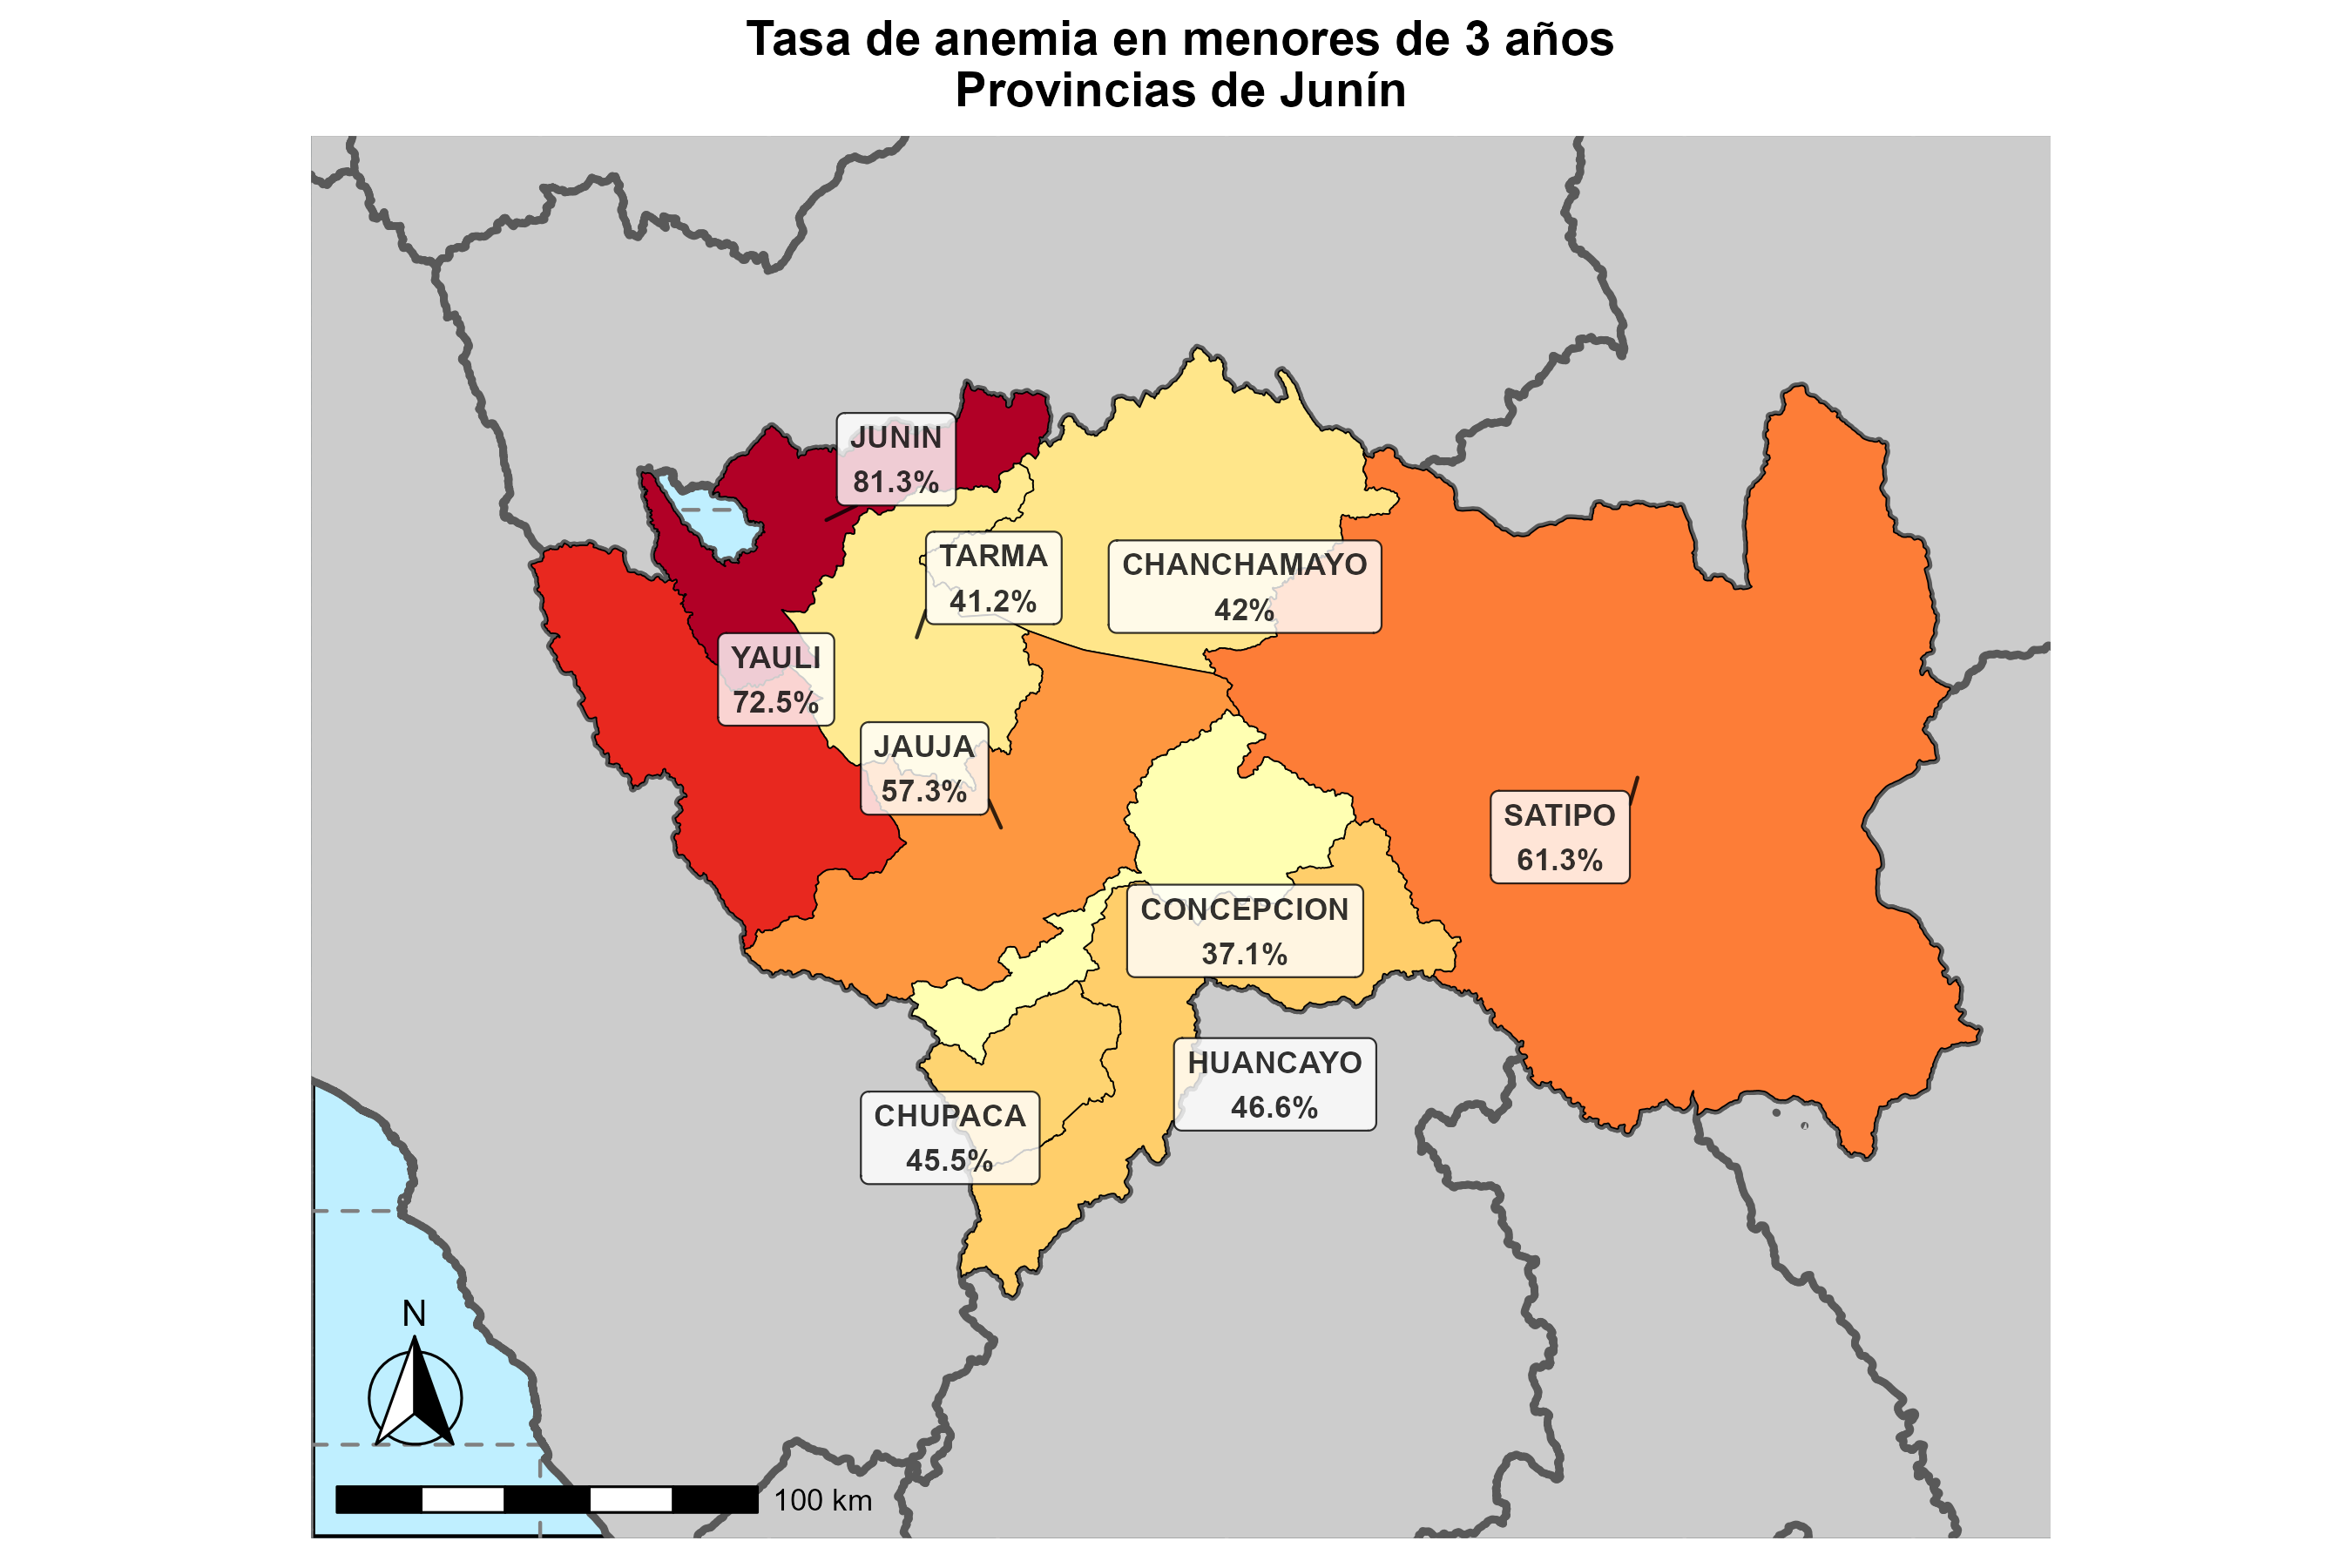 Tasa de anemia en menores de 3 años
Provincias de Junín
JUNIN
81.3%
TARMA
41.2%
CHANCHAMAYO
42%
YAULI
72.5%
JAUJA
57.3%
SATIPO
61.3%
CONCEPCION
37.1%
HUANCAYO
46.6%
CHUPACA
45.5%
N
100 km